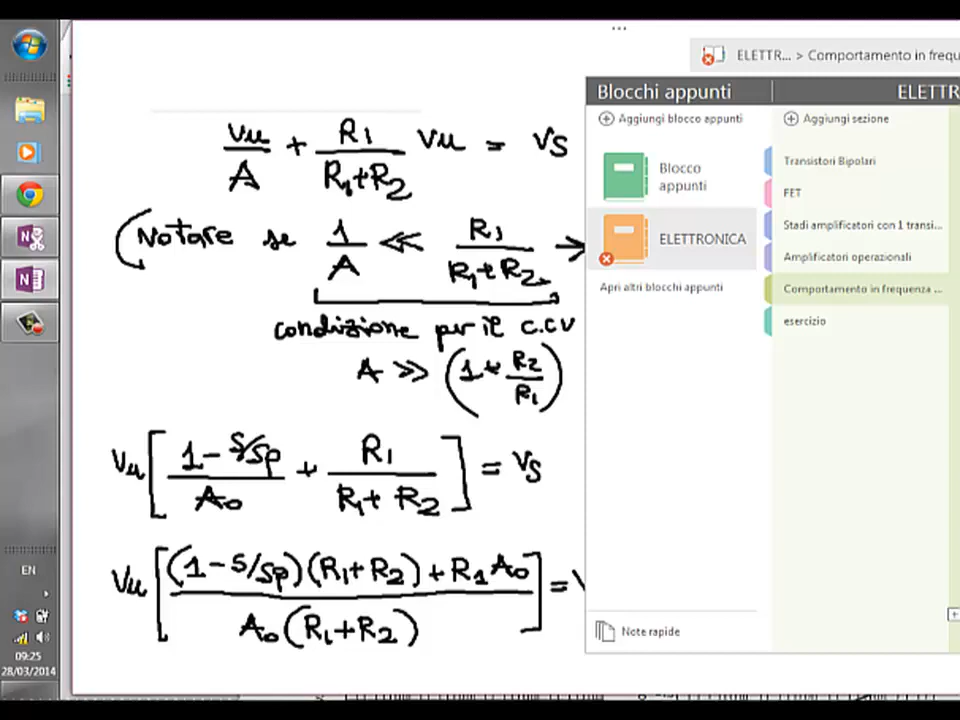 ...
ELETTR... > Comportamento in frequ
Blocchi appunti
ELETTR
Aggiungi blocco appunti
Aggiungi sezione
Blocco appunti
ELETTRONICA
Apri altri blocchi appunti
Transistori Bipolari
FET
Stadi amplificatori con 1 transi...
Amplificatori operazionali
Comportamento in frequenza ...
esercizio
Note rapide
vu/A + R1/(R1+R2) vu = vs
Notare se 1/A << R1/(R1+R2) →
condizione per il c.cv
A >> (1 + R2/R1)
vu [ (1-s/sp)/A0 + R1/(R1+R2) ] = vs
vu [ ((1-s/sp)(R1+R2)+R1A0)/(A0(R1+R2)) ] =
EN
09:25
28/03/2014